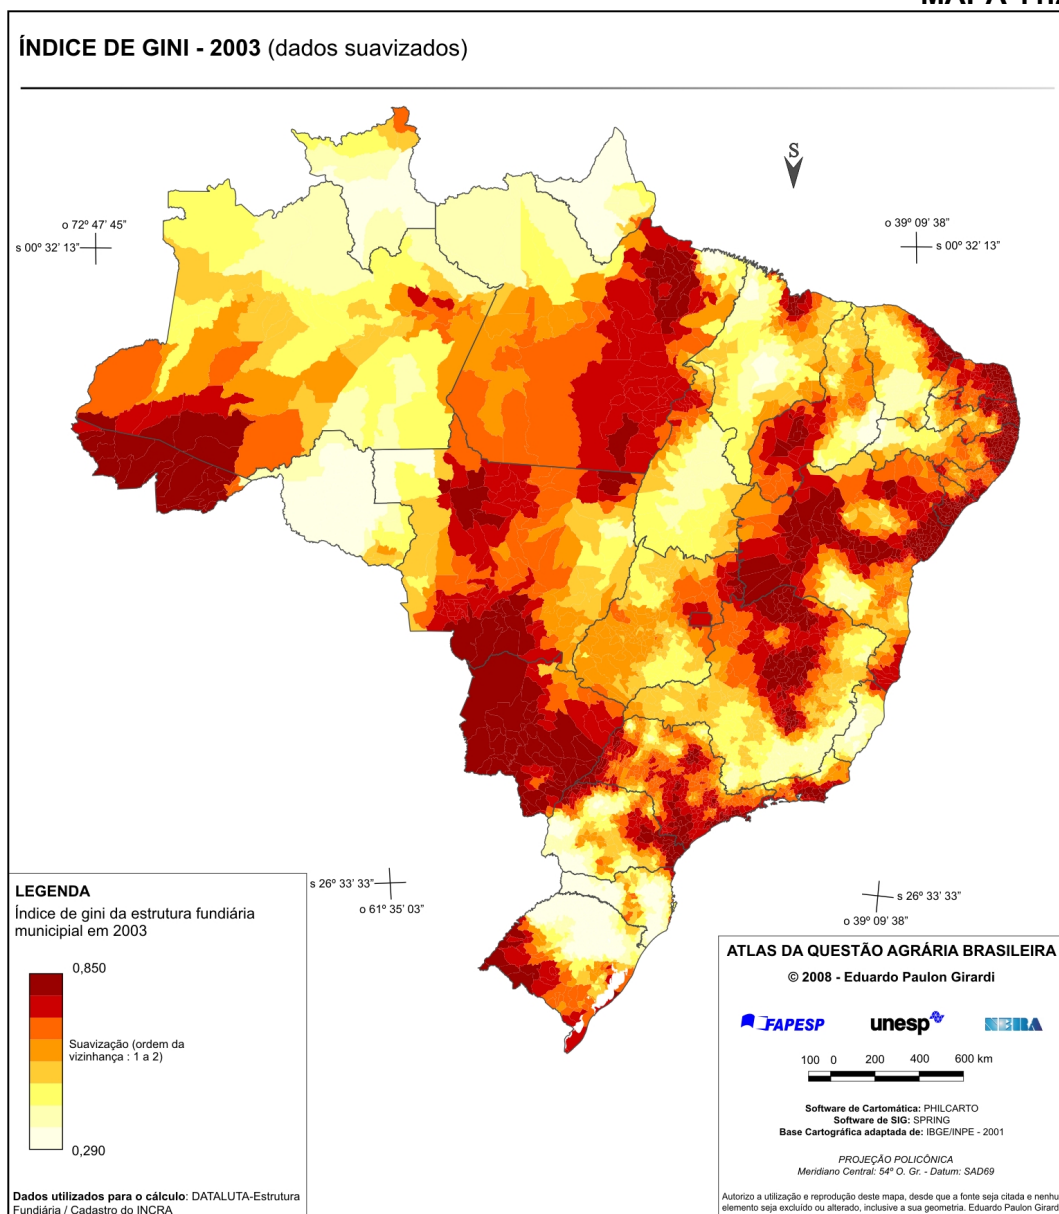 ÍNDICE DE GINI - 2003 (dados suavizados)
S
o 72º 47' 45”
s 00º 32' 13”
o 39º 09' 38”
s 00º 32' 13”
s 26º 33' 33”
o 61º 35' 03”
s 26º 33' 33”
o 39º 09' 38”
LEGENDA
Índice de gini da estrutura fundiária
municipial em 2003
0,850
Suavização (ordem da
vizinhança : 1 a 2)
0,290
Dados utilizados para o cálculo: DATALUTA-Estrutura
Fundiária / Cadastro do INCRA
ATLAS DA QUESTÃO AGRÁRIA BRASILEIRA
© 2008 - Eduardo Paulon Girardi
FAPESP unesp NERA
100 0 200 400 600 km
Software de Cartomática: PHILCARTO
Software de SIG: SPRING
Base Cartográfica adaptada de: IBGE/INPE - 2001
PROJEÇÃO POLICÔNICA
Meridiano Central: 54º O. Gr. - Datum: SAD69
Autorizo a utilização e reprodução deste mapa, desde que a fonte seja citada e nenhu
elemento seja excluído ou alterado, inclusive a sua geometria. Eduardo Paulon Girard